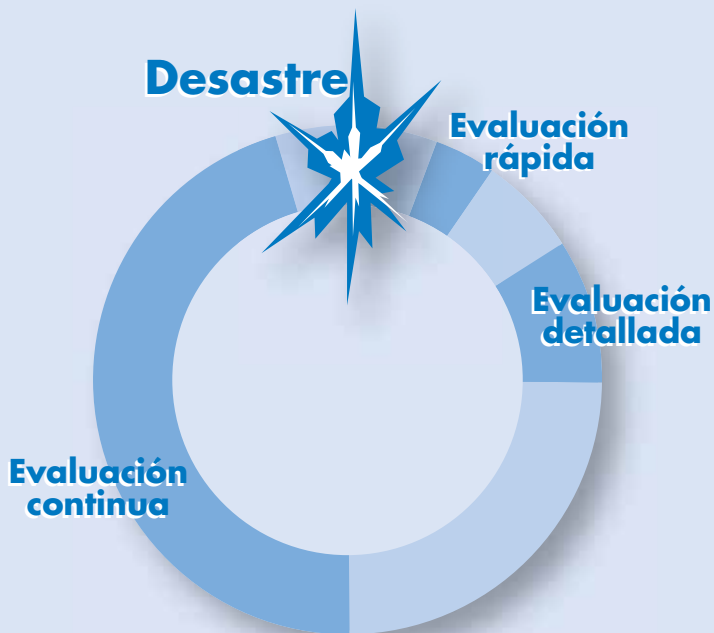 Desastre
Evaluación
rápida
Evaluación
detallada
Evaluación
continua